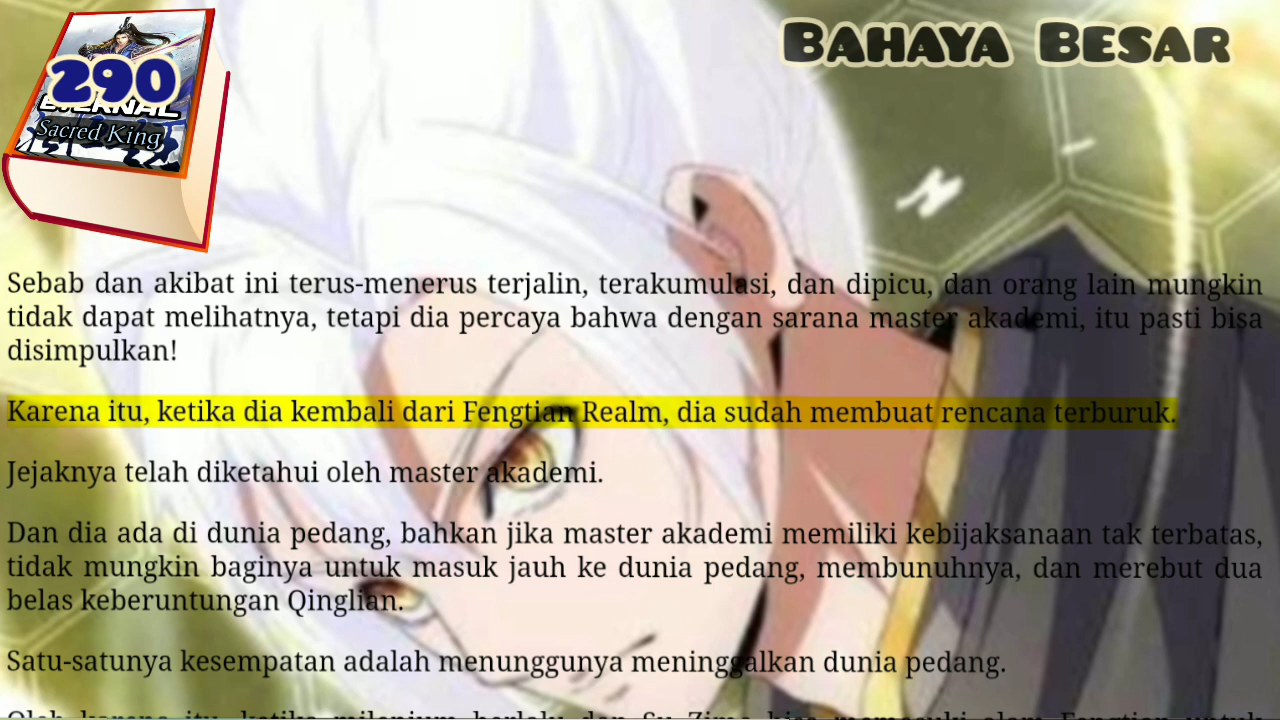 290
ETERNAL
Sacred King
BAHAYA BESAR
Sebab dan akibat ini terus-menerus terjalin, terakumulasi, dan dipicu, dan orang lain mungkin
tidak dapat melihatnya, tetapi dia percaya bahwa dengan sarana master akademi, itu pasti bisa
disimpulkan!
Karena itu, ketika dia kembali dari Fengtian Realm, dia sudah membuat rencana terburuk.
Jejaknya telah diketahui oleh master akademi.
Dan dia ada di dunia pedang, bahkan jika master akademi memiliki kebijaksanaan tak terbatas,
tidak mungkin baginya untuk masuk jauh ke dunia pedang, membunuhnya, dan merebut dua
belas keberuntungan Qinglian.
Satu-satunya kesempatan adalah menunggunya meninggalkan dunia pedang.